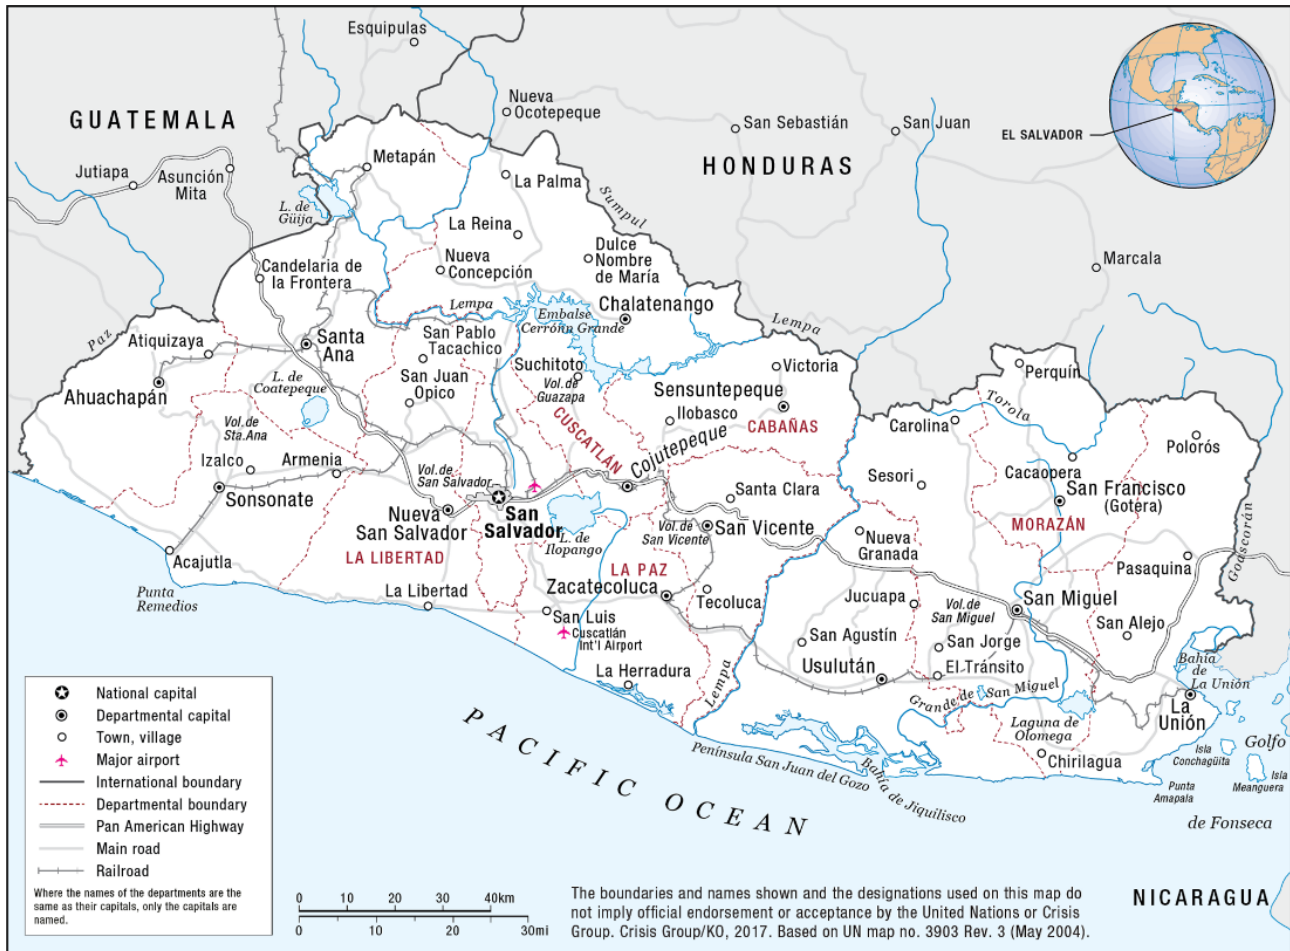 Esquipulas
Nueva
Ocotepeque
GUATEMALA
San Sebastián
San Juan
EL SALVADOR
HONDURAS
Metapán
Jutiapa
Asunción
Mita
La Palma
L. de
Güija
Sumpul
La Reina
Dulce
Nombre
de María
Nueva
Concepción
Candelaria de
la Frontera
Marcala
Lempa
Chalatenango
Embalse
Cerrónn Grande
Lempa
Paz
Atiquizaya
Santa
Ana
San Pablo
Tacachico
Suchitoto
Vol. de
Guazapa
Victoria
Perquín
L. de
Coatepeque
San Juan
Opico
Sensuntepeque
Ahuachapán
Ilobasco
CABAÑAS
Torola
Carolina
Vol. de
Sta. Ana
CUSCATLÁN
Cojutepeque
Polorós
Izalco
Armenia
Vol. de
San Salvador
Cacaopera
Sesori
Sonsonate
Santa Clara
San Francisco
(Gotera)
Nueva
San Salvador
San
Salvador
L. de
Ilopango
Vol. de
San Vicente
San Vicente
MORAZÁN
Nueva
Granada
Goascorán
Acajutla
LA LIBERTAD
LA PAZ
Pasaquina
Punta
Remedios
La Libertad
Zacatecoluca
Tecoluca
Jucuapa
Vol. de
San Miguel
San Miguel
San Luis
Cuscatlán
Int'l Airport
San Agustín
San Jorge
San Alejo
La Herradura
Usulután
El Tránsito
Bahía
de
La Unión
Lempa
Grande de San Miguel
La
Unión
Laguna de
Olomega
Chirilagua
Isla
Conchagüita
Golfo
Isla
Meanguera
Punta
Amapala
de Fonseca
Península San Juan del Gozo
Bahía de Jiquilisco
PACIFIC OCEAN
NICARAGUA
National capital
Departmental capital
Town, village
Major airport
International boundary
Departmental boundary
Pan American Highway
Main road
Railroad
Where the names of the departments are the
same as their capitals, only the capitals are
named.
0 10 20 30 40km
0 10 20 30mi
The boundaries and names shown and the designations used on this map do
not imply official endorsement or acceptance by the United Nations or Crisis
Group. Crisis Group/KO, 2017. Based on UN map no. 3903 Rev. 3 (May 2004).